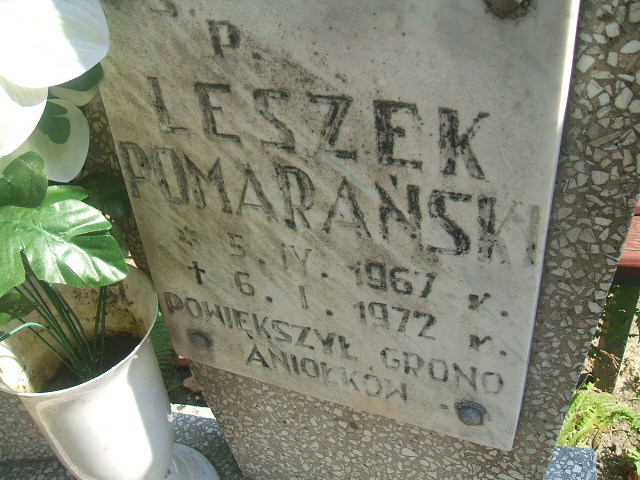 Ś.
P.
LESZEK
POMARAŃSKI
* 5. IV. 1967 r.
† 6. I. 1972 r.
POWIĘKSZYŁ GRONO
ANIOŁKÓW